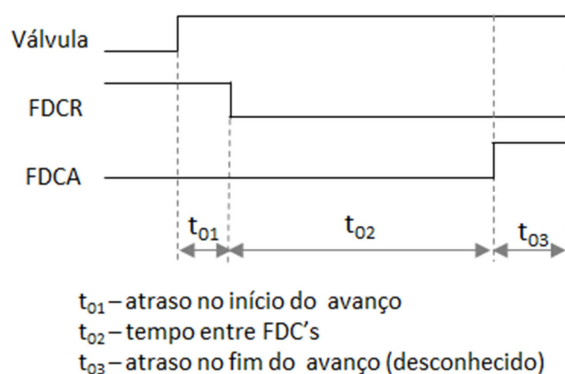 Válvula
FDCR
FDCA
t01 t02 t03
t01 – atraso no início do avanço
t02 – tempo entre FDC's
t03 – atraso no fim do avanço (desconhecido)